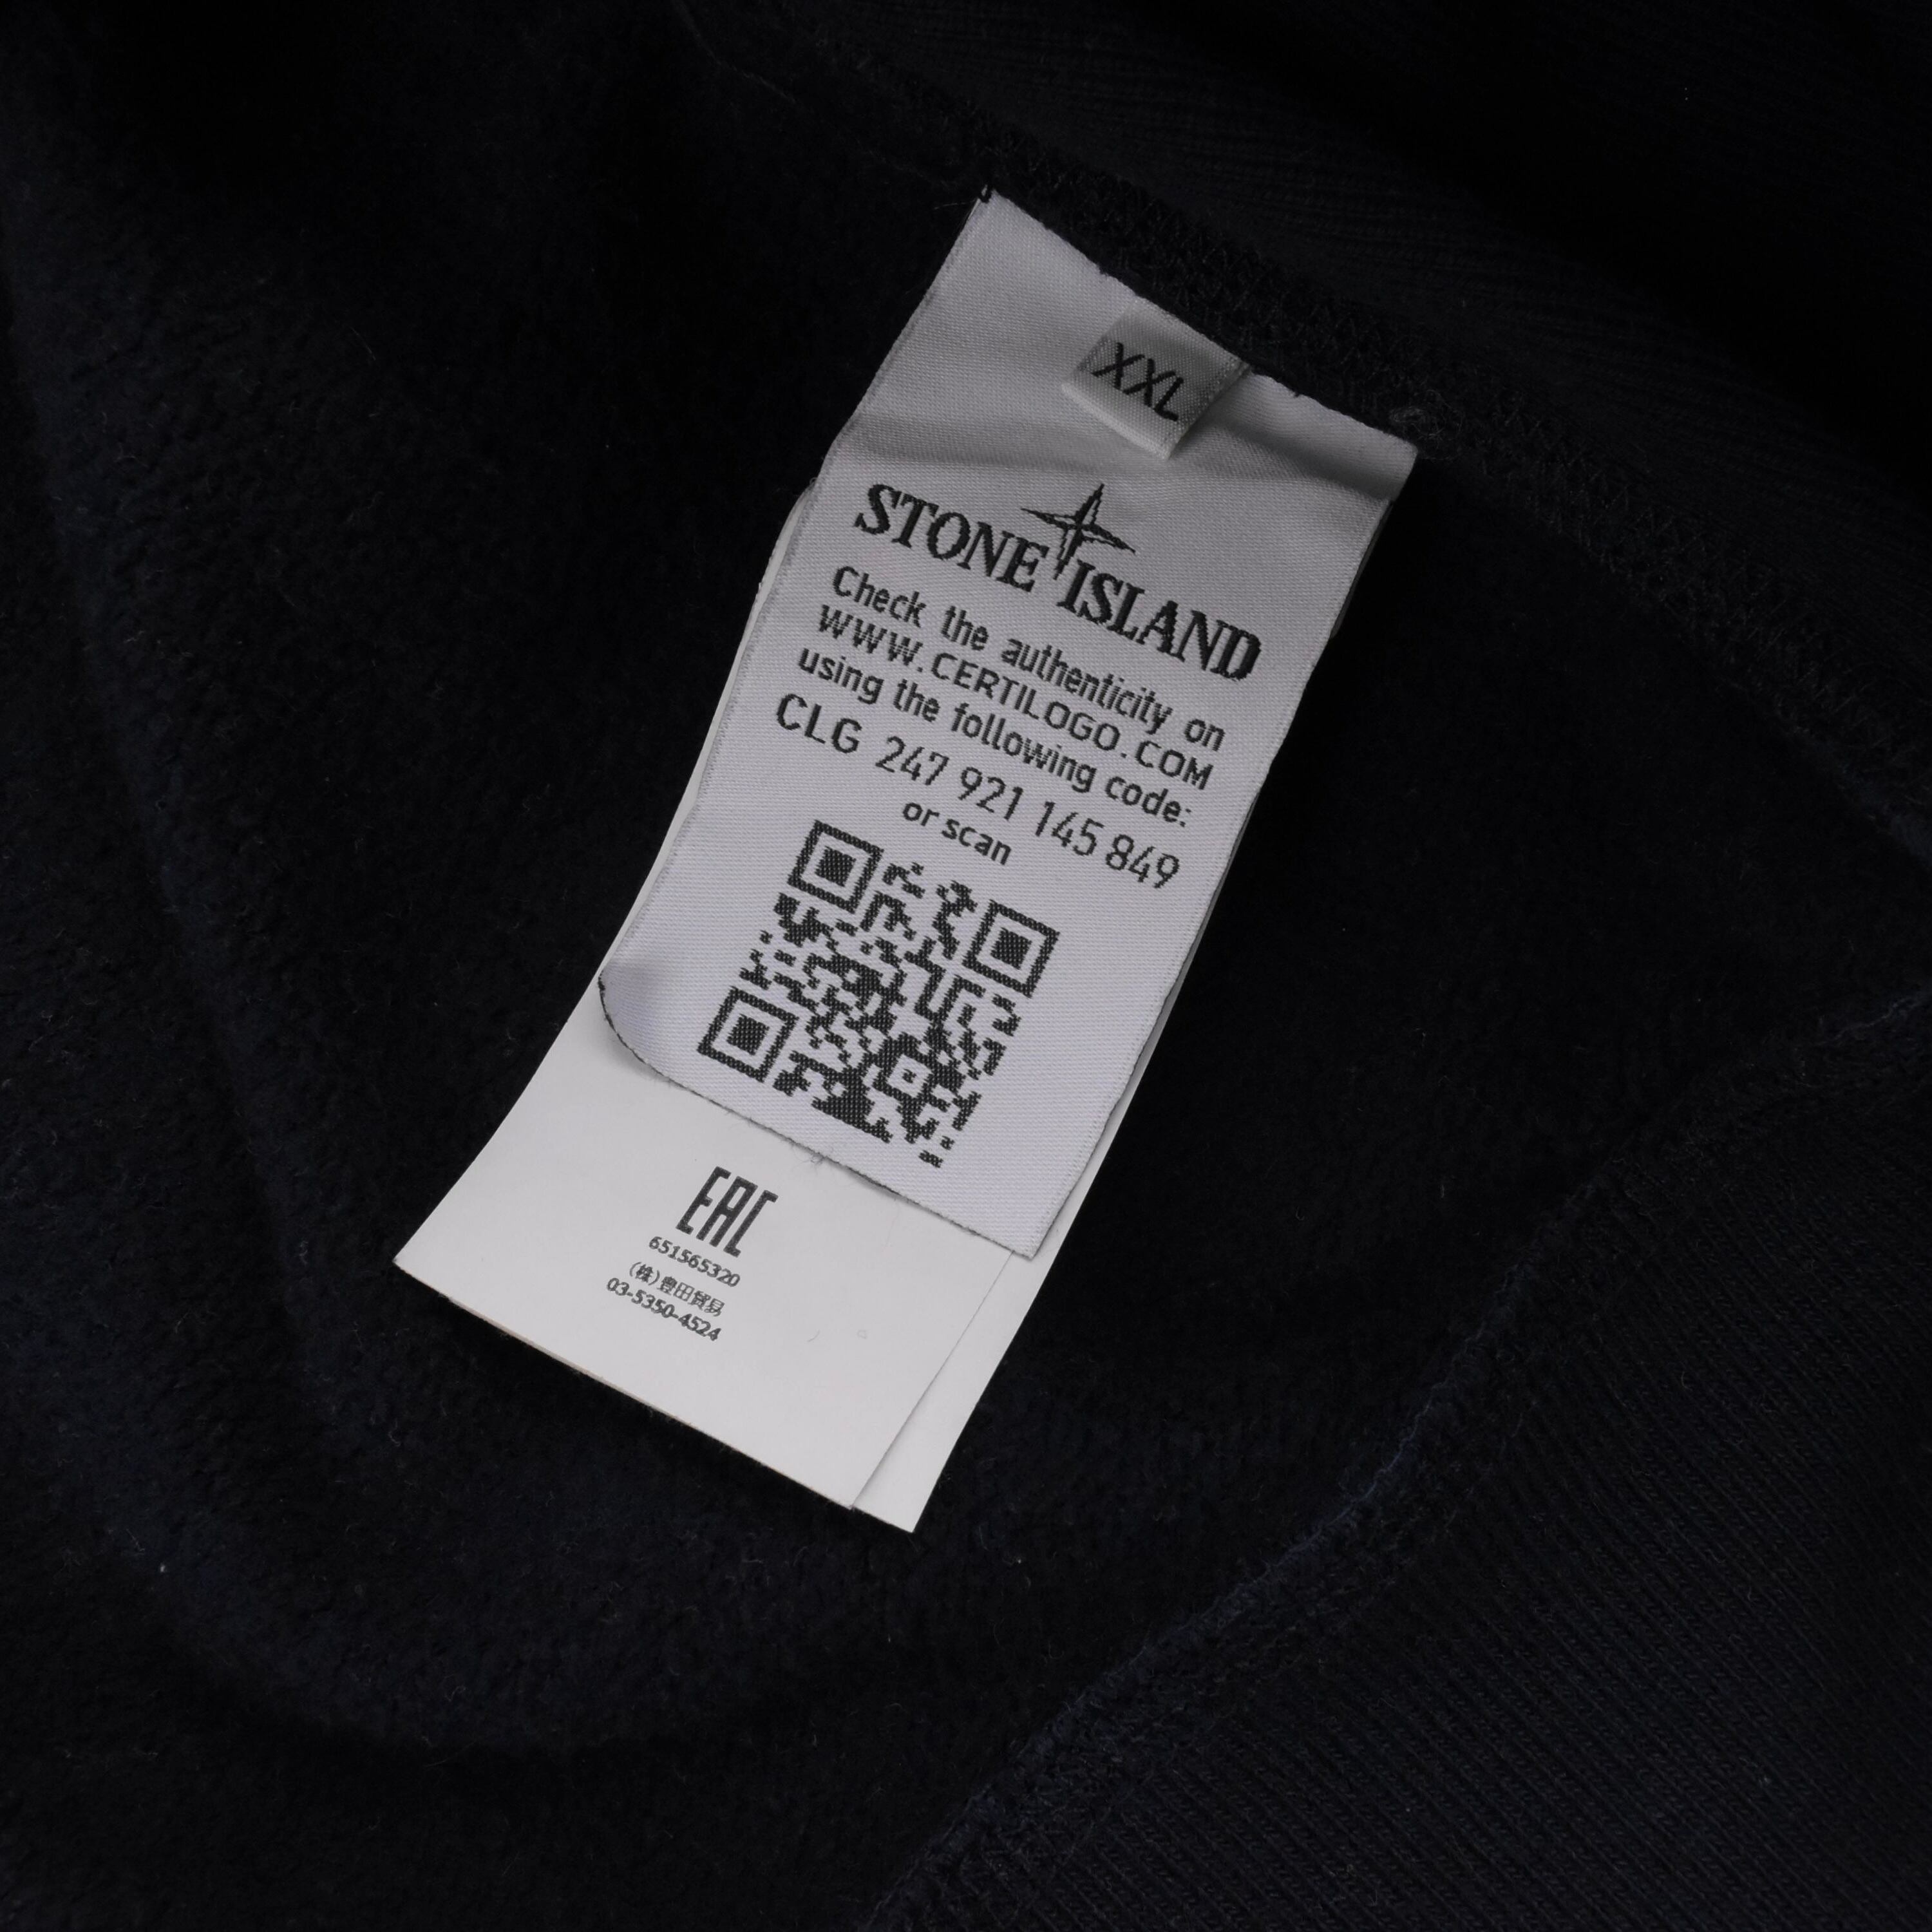 XXL
STONE ISLAND
Check the authenticity on
WWW.CERTILOGO.COM
using the following code:
CLG 247 921 145 849
or scan
EAC
651565320
(株)豊田貿易
03-5350-4524